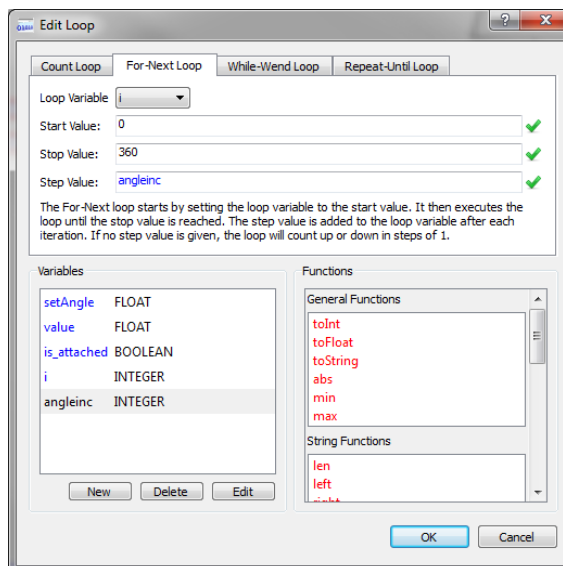 Edit Loop
Count Loop For-Next Loop While-Wend Loop Repeat-Until Loop
Loop Variable i
Start Value: 0
Stop Value: 360
Step Value: angleinc
The For-Next loop starts by setting the loop variable to the start value. It then executes the
loop until the stop value is reached. The step value is added to the loop variable after each
iteration. If no step value is given, the loop will count up or down in steps of 1.
Variables
setAngle FLOAT
value FLOAT
is_attached BOOLEAN
i INTEGER
angleinc INTEGER
New Delete Edit
Functions
General Functions
toInt
toFloat
toString
abs
min
max
String Functions
len
left
right
OK Cancel